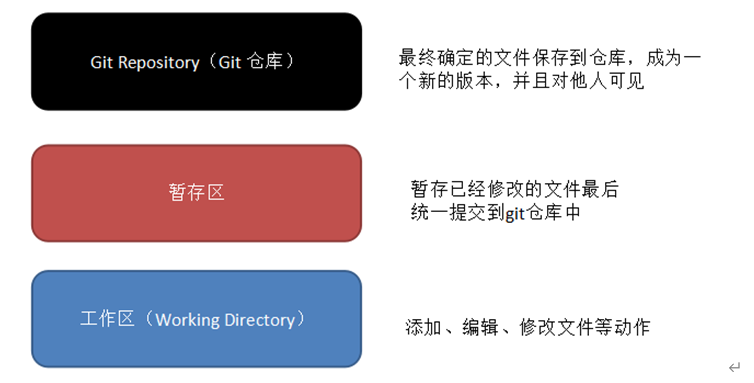 Git Repository（Git 仓库）
最终确定的文件保存到仓库，成为一
个新的版本，并且对他人可见
暂存区
暂存已经修改的文件最后
统一提交到git仓库中
工作区（Working Directory）
添加、编辑、修改文件等动作